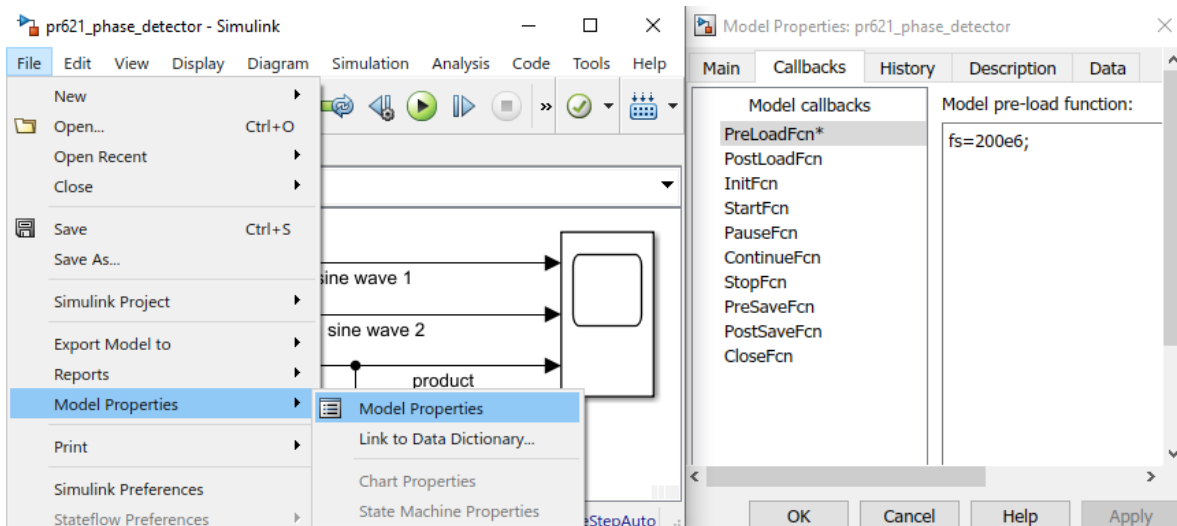 pr621_phase_detector - Simulink
File Edit View Display Diagram Simulation Analysis Code Tools Help
New
Open... Ctrl+O
Open Recent
Close
Save Ctrl+S
Save As...
Simulink Project
Export Model to
Reports
Model Properties
Print
Simulink Preferences
Stateflow Preferences
»
sine wave 1
sine wave 2
product
Model Properties
Link to Data Dictionary...
Chart Properties
State Machine Properties
eStepAuto
Model Properties: pr621_phase_detector
Main Callbacks History Description Data
Model callbacks
PreLoadFcn*
PostLoadFcn
InitFcn
StartFcn
PauseFcn
ContinueFcn
StopFcn
PreSaveFcn
PostSaveFcn
CloseFcn
Model pre-load function:
fs=200e6;
OK Cancel Help Apply